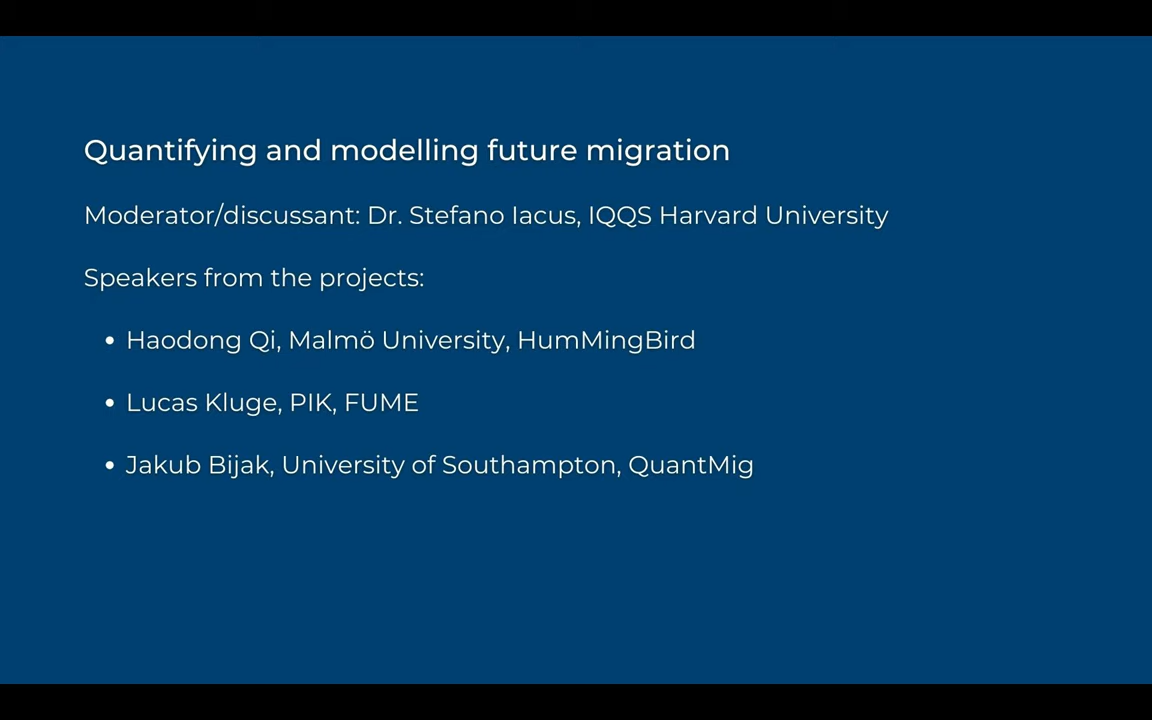 Quantifying and modelling future migration
Moderator/discussant: Dr. Stefano Iacus, IQQS Harvard University
Speakers from the projects:
• Haodong Qi, Malmö University, HumMingBird
• Lucas Kluge, PIK, FUME
• Jakub Bijak, University of Southampton, QuantMig